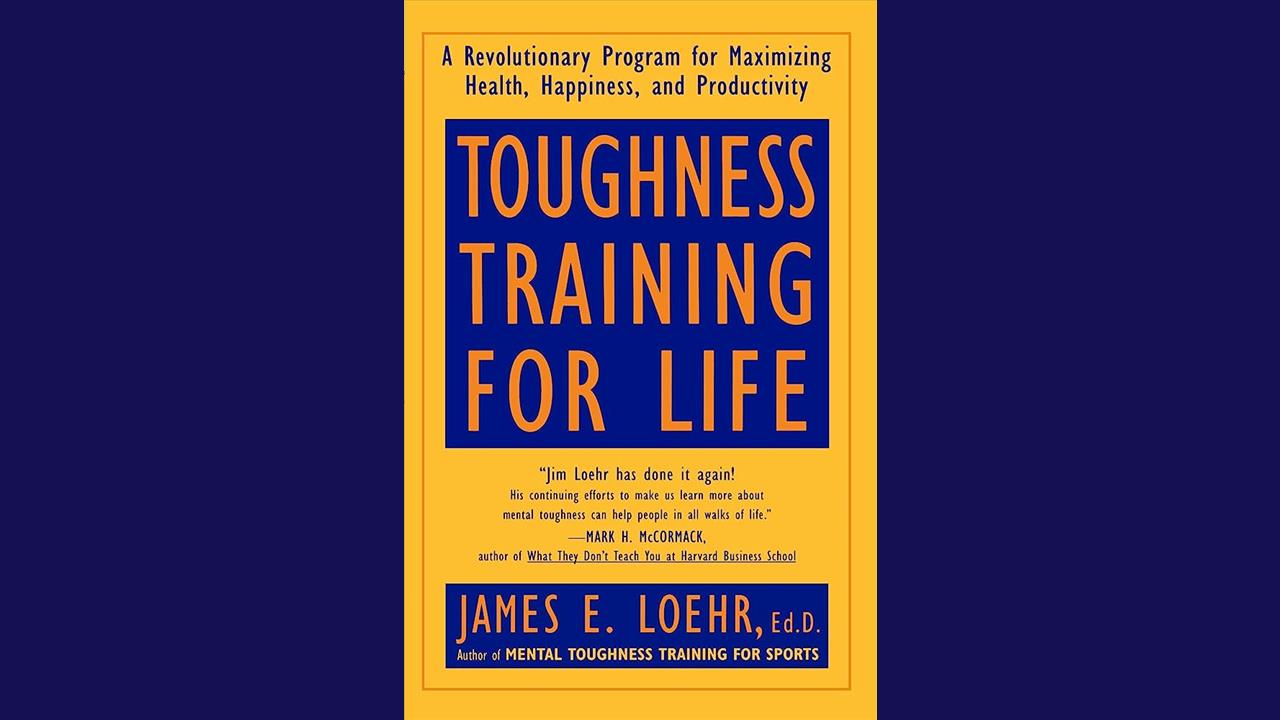 A Revolutionary Program for Maximizing
Health, Happiness, and Productivity
TOUGHNESS
TRAINING
FOR LIFE
“Jim Loehr has done it again!
His continuing efforts to make us learn more about
mental toughness can help people in all walks of life.”
—MARK H. McCORMACK,
author of What They Don’t Teach You at Harvard Business School
JAMES E. LOEHR, Ed.D.
Author of MENTAL TOUGHNESS TRAINING FOR SPORTS